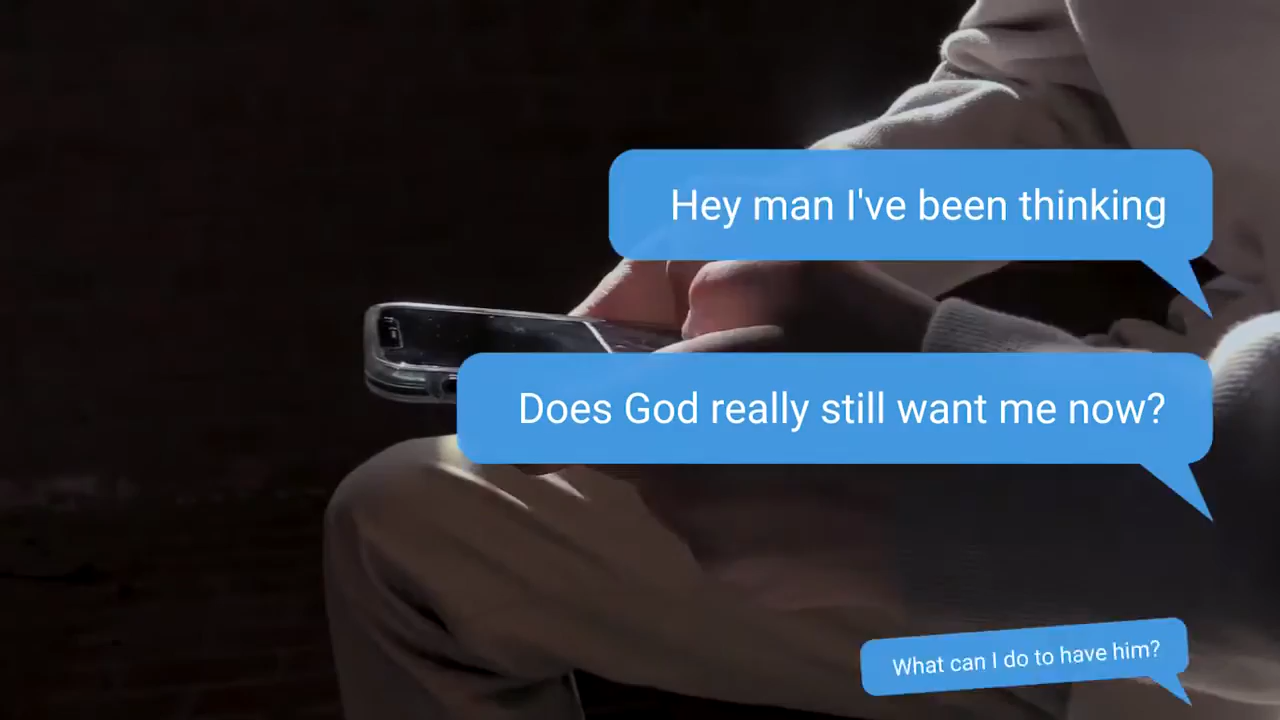 Hey man I've been thinking
Does God really still want me now?
What can I do to have him?